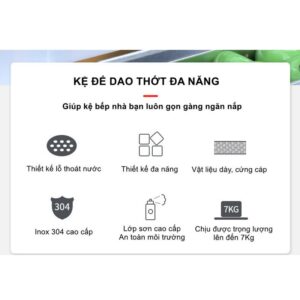 KỆ ĐỂ DAO THỚT ĐA NĂNG
Giúp kệ bếp nhà bạn luôn gọn gàng ngăn nắp
Thiết kế lỗ thoát nước
Thiết kế đa năng
Vật liệu dày, cứng cáp
304
7KG
Inox 304 cao cấp
Lớp sơn cao cấp
An toàn môi trường
Chịu được trọng lượng
lên đến 7Kg